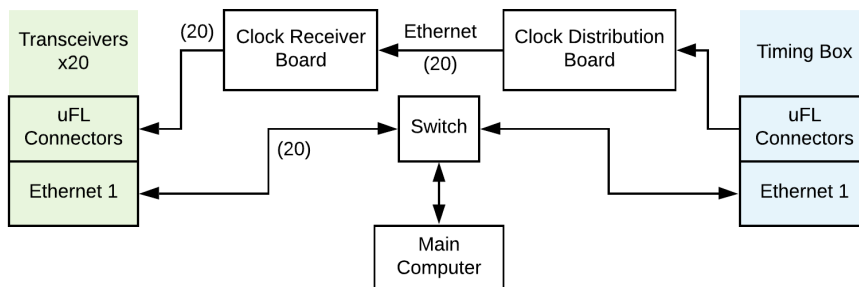 Transceivers
x20
uFL
Connectors
Ethernet 1
(20)
Clock Receiver
Board
Ethernet
(20)
Clock Distribution
Board
Timing Box
uFL
Connectors
Ethernet 1
(20)
Switch
Main
Computer